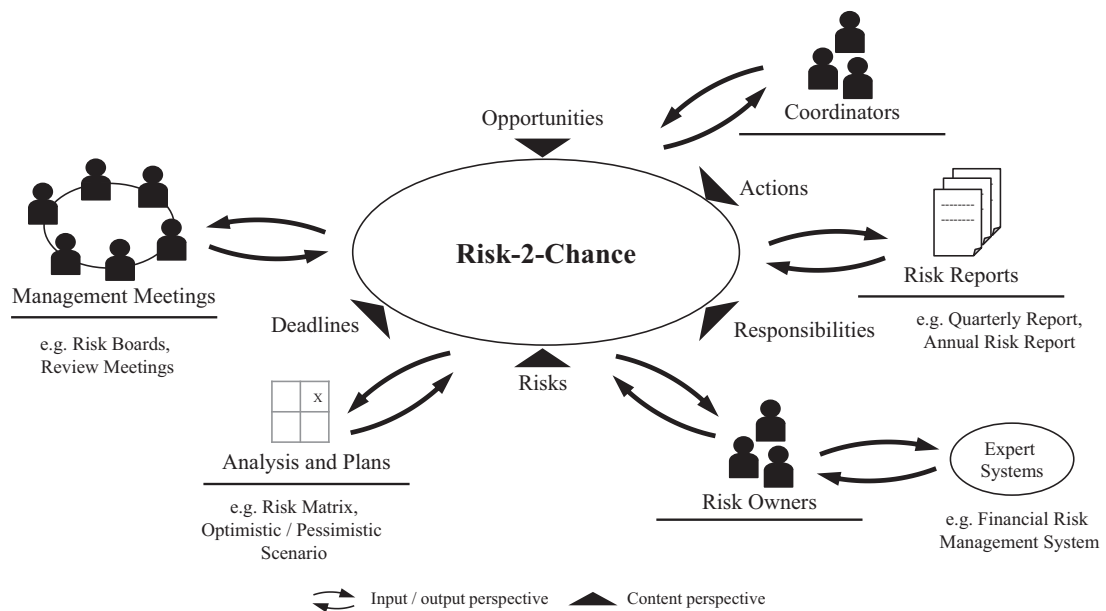 Coordinators
Opportunities
Actions
Risk-2-Chance
Management Meetings
e.g. Risk Boards,
Review Meetings
Risk Reports
e.g. Quarterly Report,
Annual Risk Report
Deadlines
Responsibilities
Risks
x
Analysis and Plans
e.g. Risk Matrix,
Optimistic / Pessimistic
Scenario
Risk Owners
Expert
Systems
e.g. Financial Risk
Management System
Input / output perspective
Content perspective